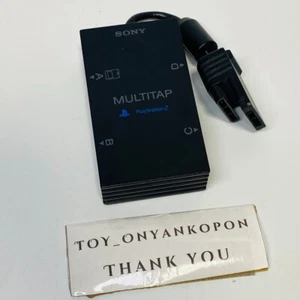 SONY
A
D
MULTITAP
PlayStation 2
B
C
TOY_ONYANKOPON
THANK YOU